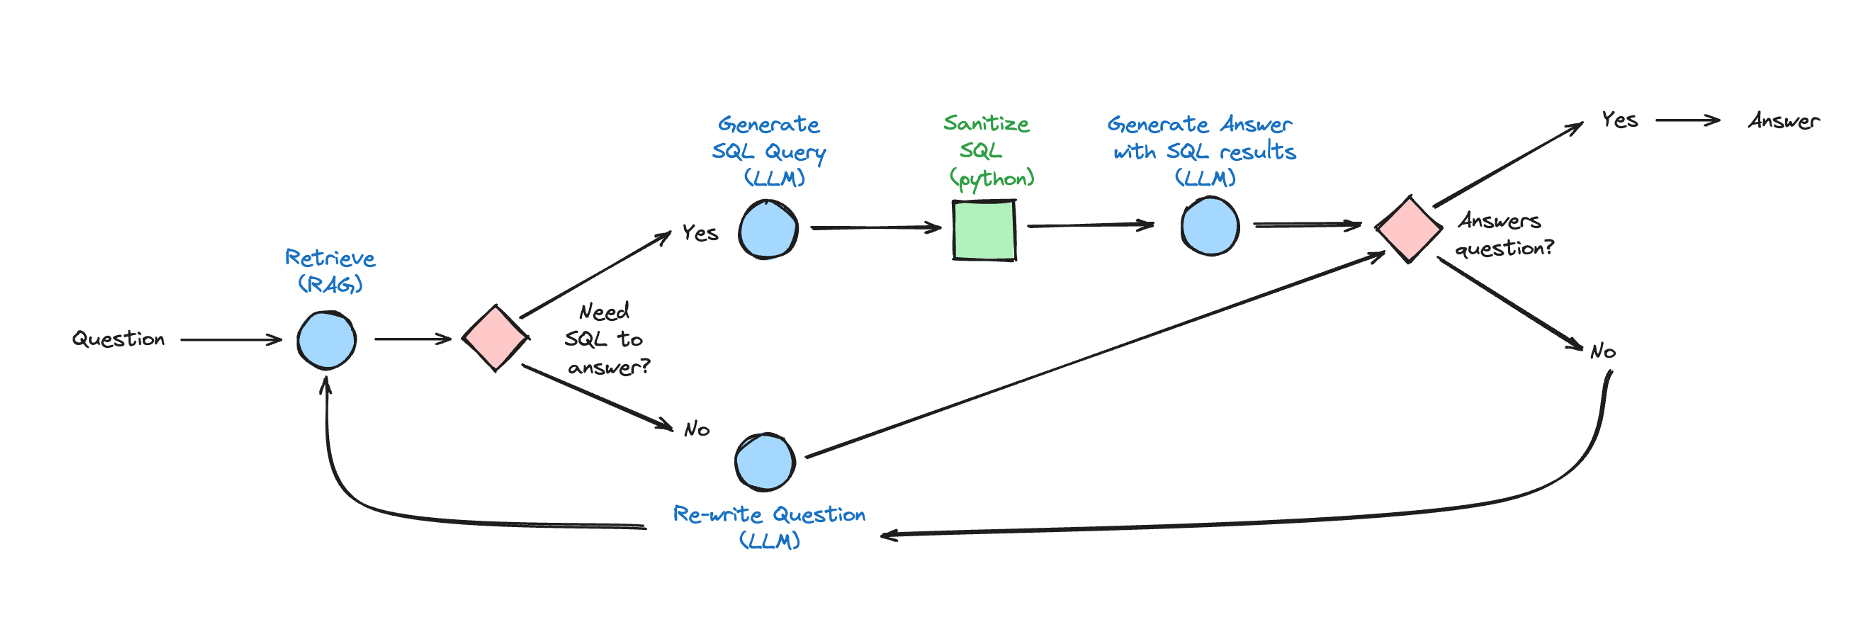 Question
Retrieve
(RAG)
Need
SQL to
answer?
Yes
No
Generate
SQL Query
(LLM)
Sanitize
SQL
(python)
Generate Answer
with SQL results
(LLM)
Answers
question?
Yes
Answer
No
Re-write Question
(LLM)